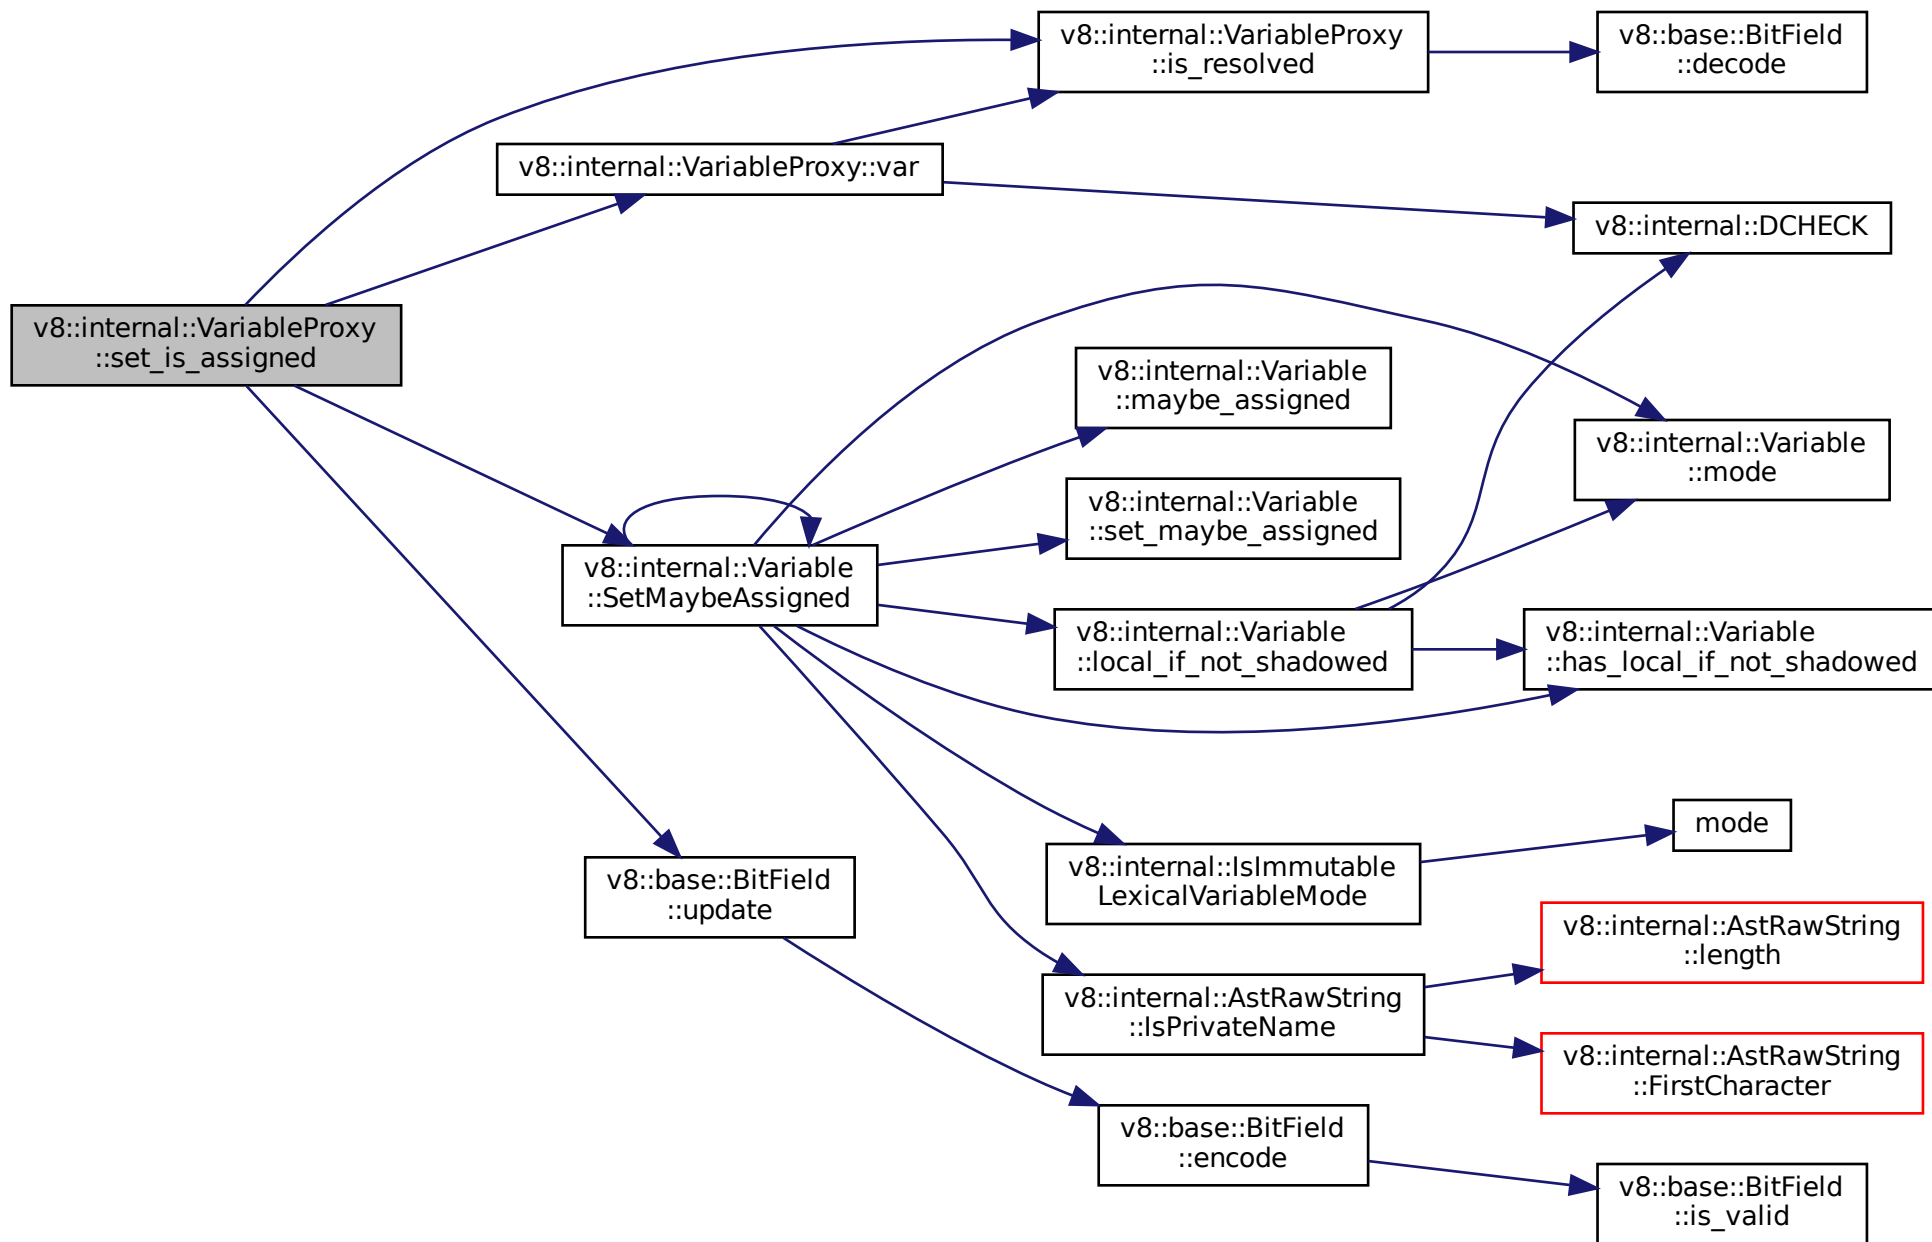 v8::internal::VariableProxy
::set_is_assigned
v8::internal::VariableProxy
::is_resolved
v8::base::BitField
::decode
v8::internal::VariableProxy::var
v8::internal::DCHECK
v8::internal::Variable
::maybe_assigned
v8::internal::Variable
::mode
v8::internal::Variable
::set_maybe_assigned
v8::internal::Variable
::SetMaybeAssigned
v8::internal::Variable
::local_if_not_shadowed
v8::internal::Variable
::has_local_if_not_shadowed
v8::base::BitField
::update
v8::internal::IsImmutable
LexicalVariableMode
mode
v8::internal::AstRawString
::IsPrivateName
v8::internal::AstRawString
::length
v8::internal::AstRawString
::FirstCharacter
v8::base::BitField
::encode
v8::base::BitField
::is_valid